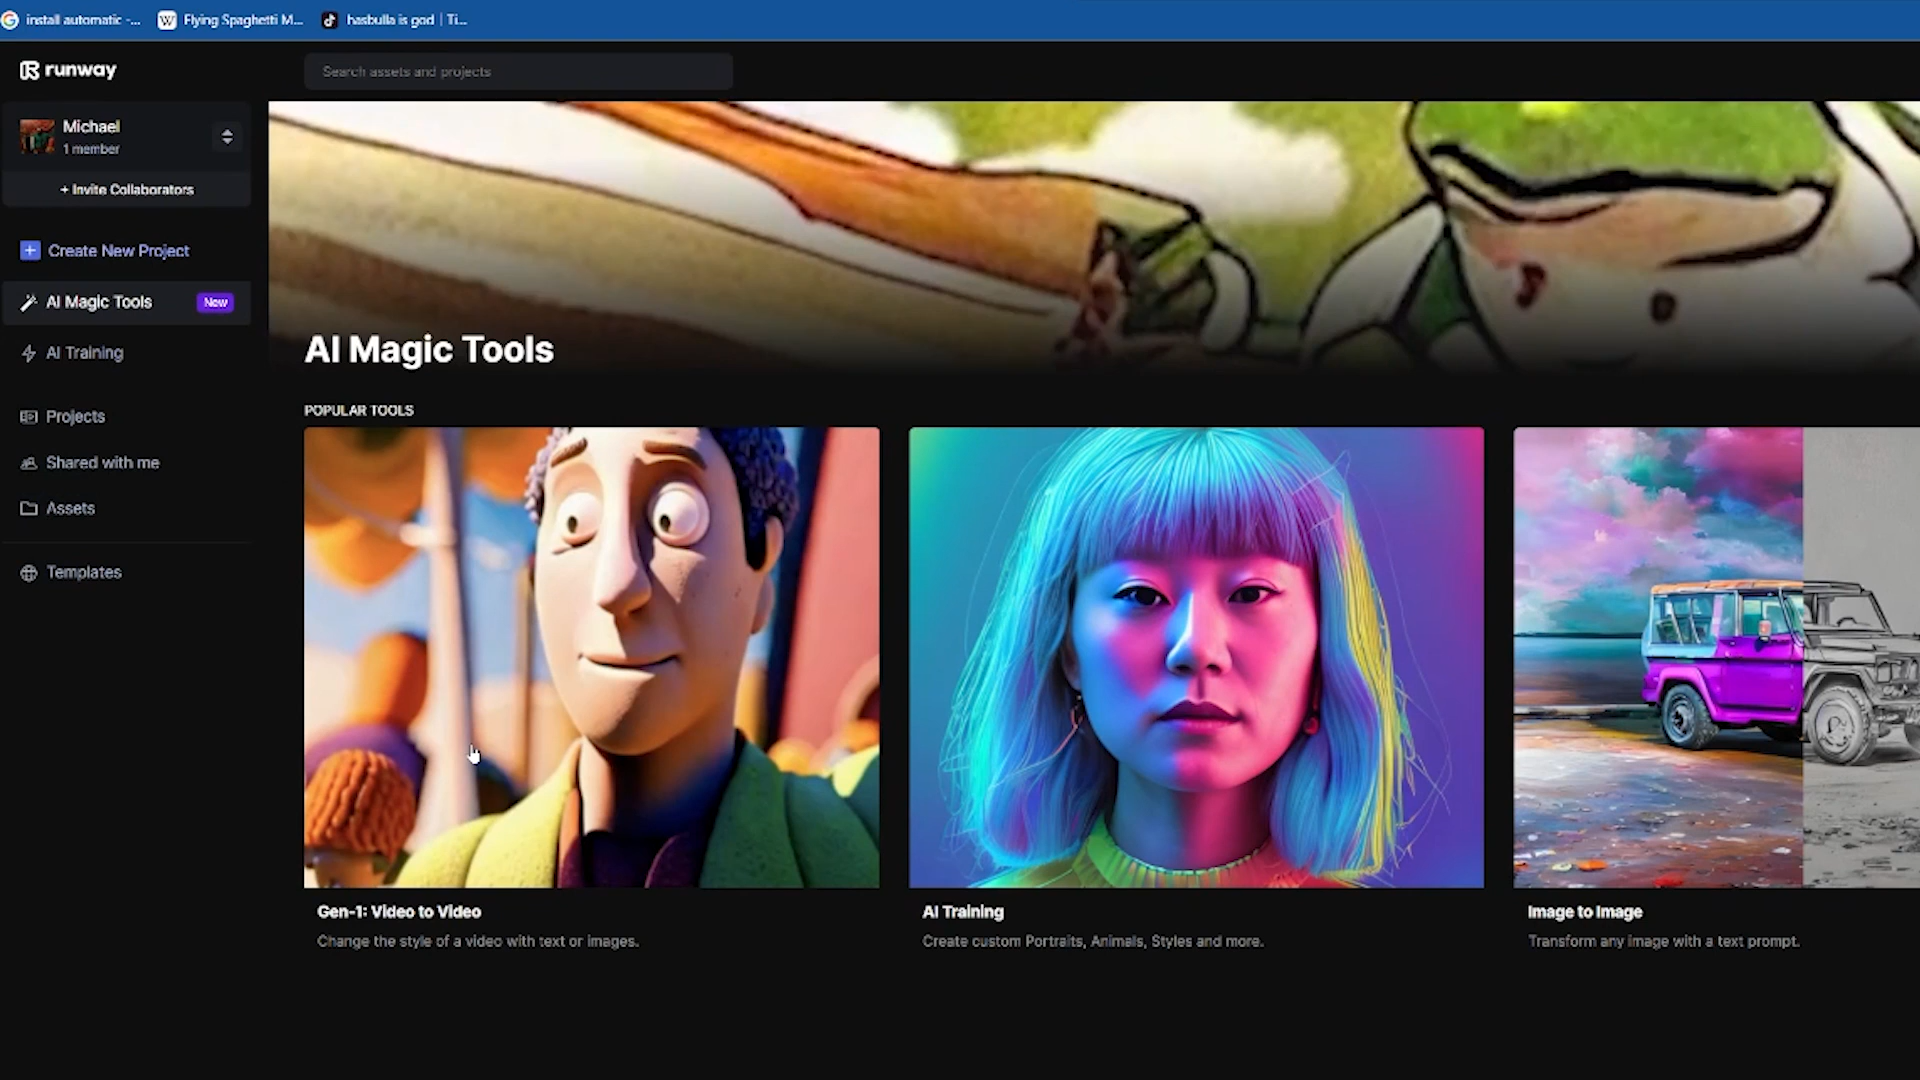 install automatic -...
Flying Spaghetti M...
hasbulla is god | Ti...
runway
Search assets and projects
Michael
1 member
+ Invite Collaborators
Create New Project
AI Magic Tools New
AI Training
Projects
Shared with me
Assets
Templates
AI Magic Tools
POPULAR TOOLS
Gen-1: Video to Video
Change the style of a video with text or images.
AI Training
Create custom Portraits, Animals, Styles and more.
Image to Image
Transform any image with a text prompt.